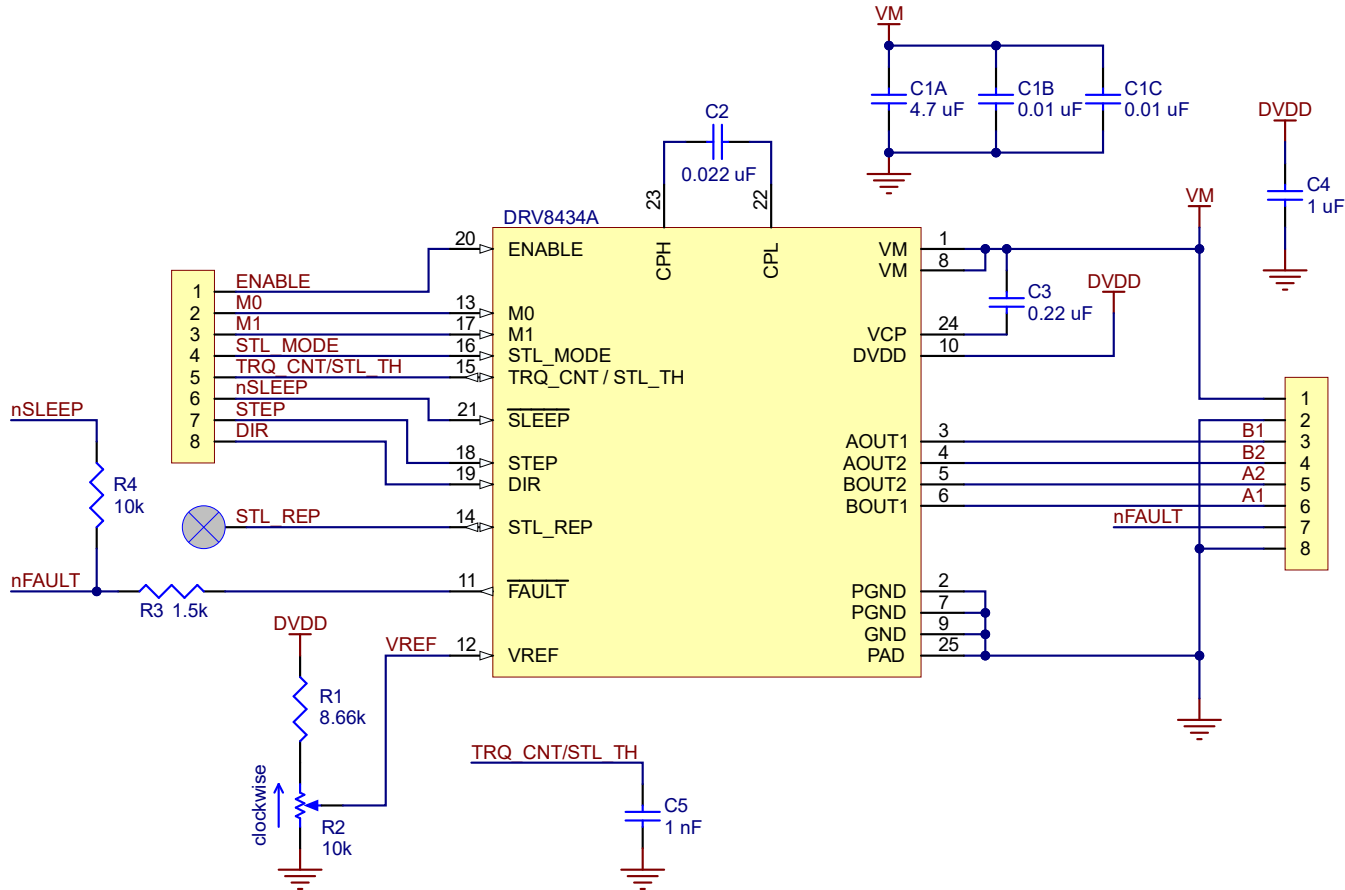 VM
C1A
4.7 uF
C1B
0.01 uF
C1C
0.01 uF
DVDD
C4
1 uF
C2
0.022 uF
23
22
CPH
CPL
DRV8434A
VM
20
ENABLE
VM
1
VM
8
C3
0.22 uF
DVDD
VCP
24
DVDD
10
1
ENABLE
2
M0
13
M0
3
M1
17
M1
4
STL_MODE
16
STL_MODE
5
TRQ_CNT/STL_TH
15
TRQ_CNT / STL_TH
6
nSLEEP
21
SLEEP
7
STEP
18
STEP
8
DIR
19
DIR
nSLEEP
R4
10k
STL_REP
14
STL_REP
nFAULT
R3 1.5k
11
FAULT
AOUT1
3
B1
AOUT2
4
B2
BOUT2
5
A2
BOUT1
6
A1
nFAULT
1
2
3
4
5
6
7
8
PGND
2
PGND
7
GND
9
PAD
25
DVDD
VREF
12
VREF
R1
8.66k
clockwise
R2
10k
TRQ_CNT/STL_TH
C5
1 nF